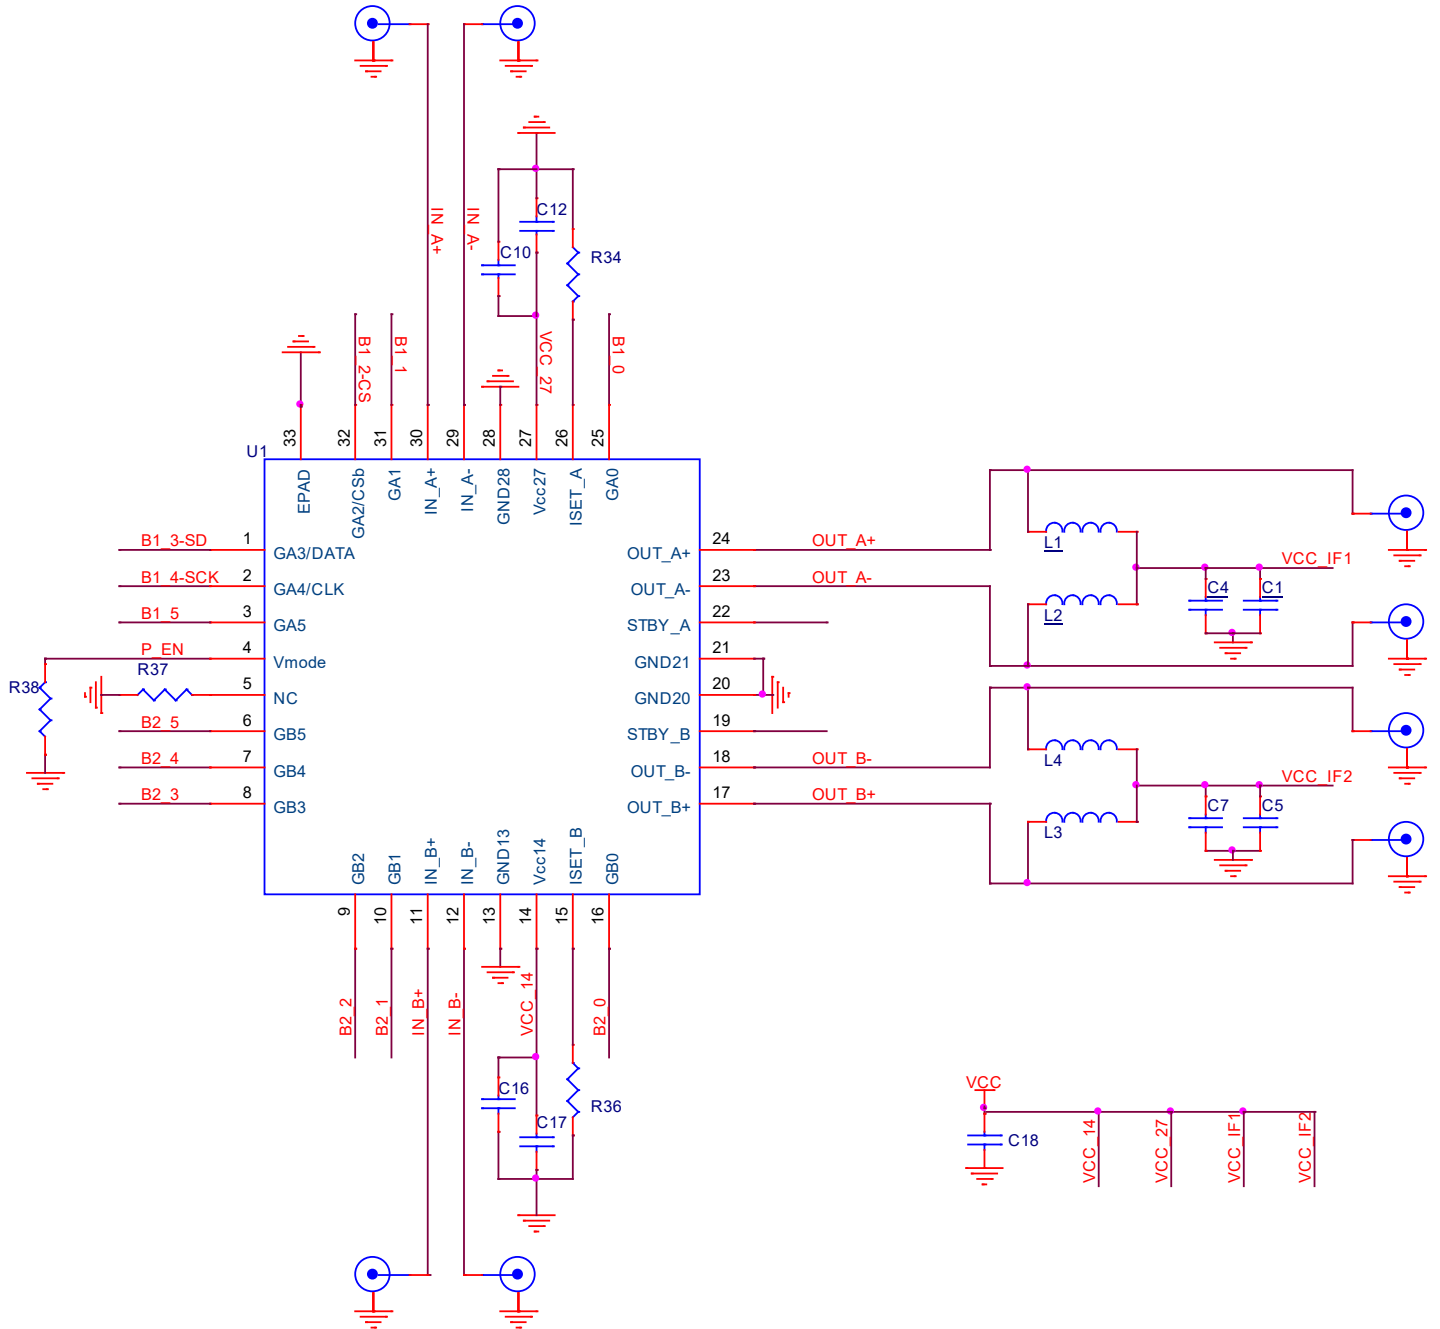 C12
C10
R34
IN_A+
IN_A-
B1_2-CS
B1_1
VCC_27
B1_0
33
32
31
30
29
28
27
26
25
U1
EPAD
GA2/CSb
GA1
IN_A+
IN_A-
GND28
Vcc27
ISET_A
GA0
B1_3-SD
1
GA3/DATA
B1_4-SCK
2
GA4/CLK
B1_5
3
GA5
P_EN
4
Vmode
R37
5
NC
R38
B2_5
6
GB5
B2_4
7
GB4
B2_3
8
GB3
OUT_A+
24
OUT_A+
OUT_A-
23
OUT_A-
STBY_A
22
GND21
21
GND20
20
STBY_B
19
OUT_B-
18
OUT_B-
OUT_B+
17
OUT_B+
L1
L2
VCC_IF1
C4
C1
L4
L3
VCC_IF2
C7
C5
GB2
GB1
IN_B+
IN_B-
GND13
Vcc14
ISET_B
GB0
9
10
11
12
13
14
15
16
B2_2
B2_1
IN_B+
IN_B-
VCC_14
B2_0
C16
C17
R36
VCC
C18
VCC_14
VCC_27
VCC_IF1
VCC_IF2